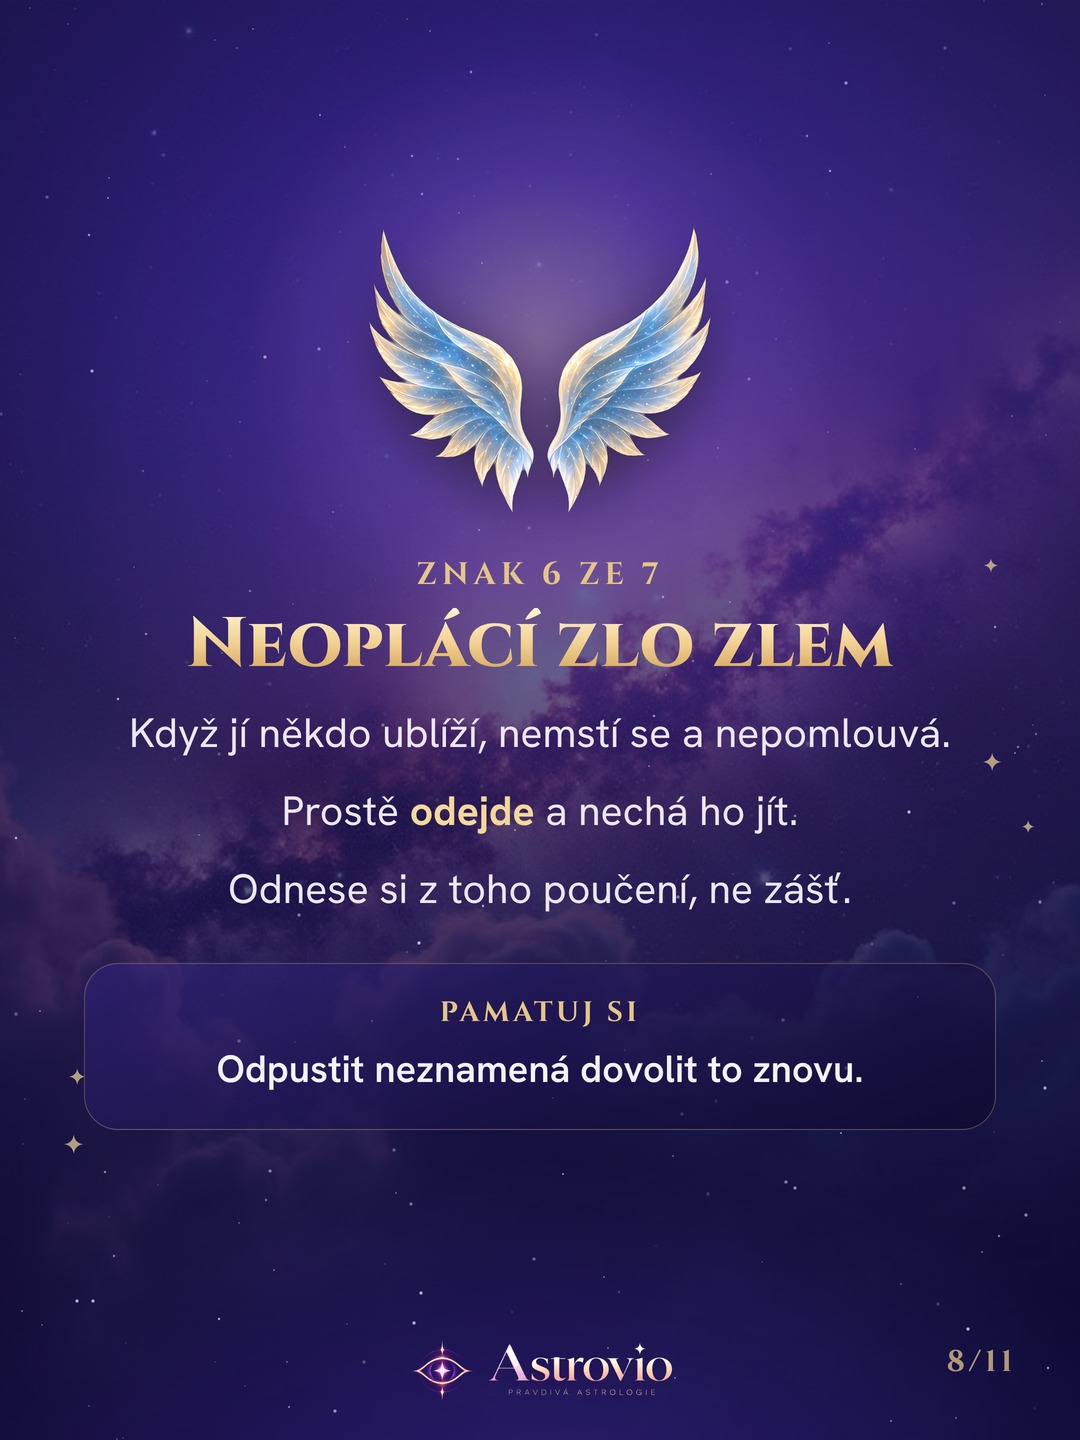 ZNAK 6 ZE 7
NEOPLÁCÍ ZLO ZLEM
Když jí někdo ublíží, nemstí se a nepomlouvá.
Prostě odejde a nechá ho jít.
Odnese si z toho poučení, ne zášť.
PAMATUJ SI
Odpustit neznamená dovolit to znovu.
Astrovio
PRAVDIVÁ ASTROLOGIE
8/11